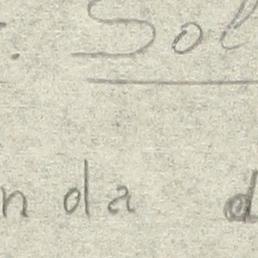 . Sol
nda d